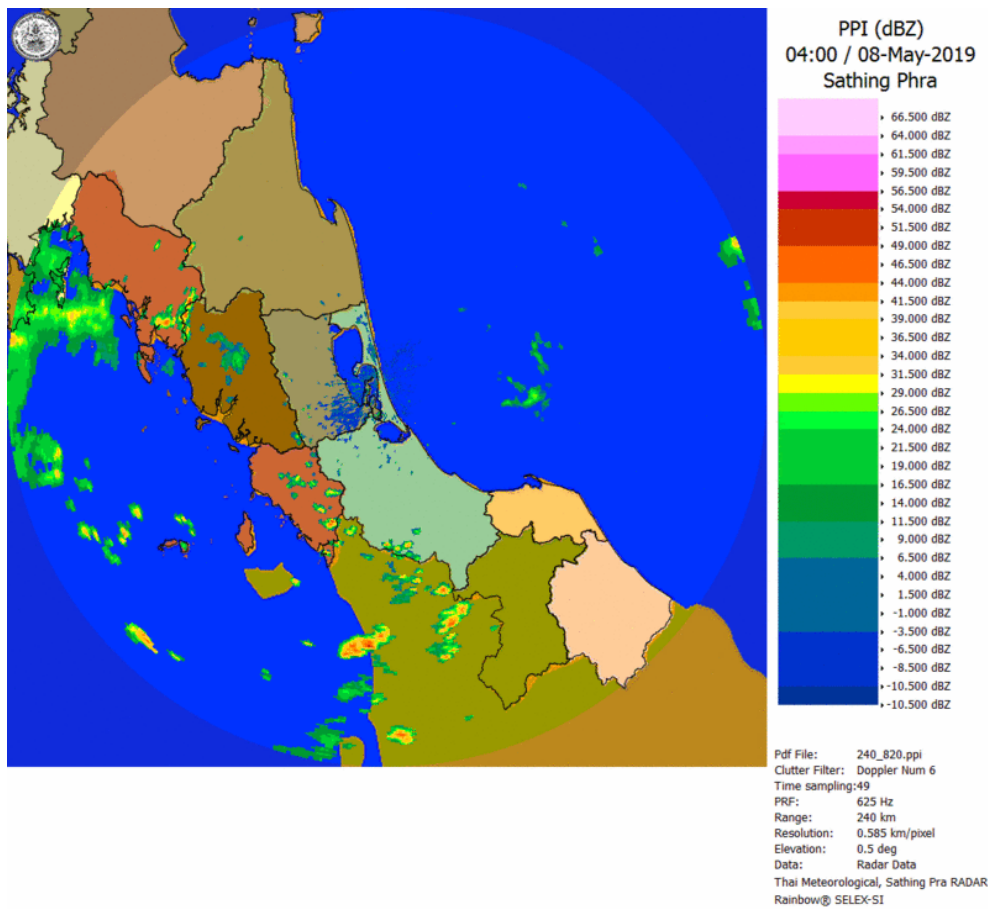 PPI (dBZ)
04:00 / 08-May-2019
Sathing Phra
66.500 dBZ
64.000 dBZ
61.500 dBZ
59.500 dBZ
56.500 dBZ
54.000 dBZ
51.500 dBZ
49.000 dBZ
46.500 dBZ
44.000 dBZ
41.500 dBZ
39.000 dBZ
36.500 dBZ
34.000 dBZ
31.500 dBZ
29.000 dBZ
26.500 dBZ
24.000 dBZ
21.500 dBZ
19.000 dBZ
16.500 dBZ
14.000 dBZ
11.500 dBZ
9.000 dBZ
6.500 dBZ
4.000 dBZ
1.500 dBZ
-1.000 dBZ
-3.500 dBZ
-6.500 dBZ
-8.500 dBZ
-10.500 dBZ
-10.500 dBZ
Pdf File: 240_820.ppi
Clutter Filter: Doppler Num 6
Time sampling:49
PRF: 625 Hz
Range: 240 km
Resolution: 0.585 km/pixel
Elevation: 0.5 deg
Data: Radar Data
Thai Meteorological, Sathing Pra RADAR
Rainbow® SELEX-SI